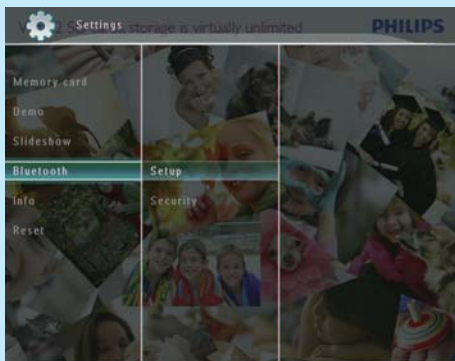 Settings
storage is virtually unlimited
PHILIPS
Memory card
Demo
Slideshow
Bluetooth Setup
Info Security
Reset